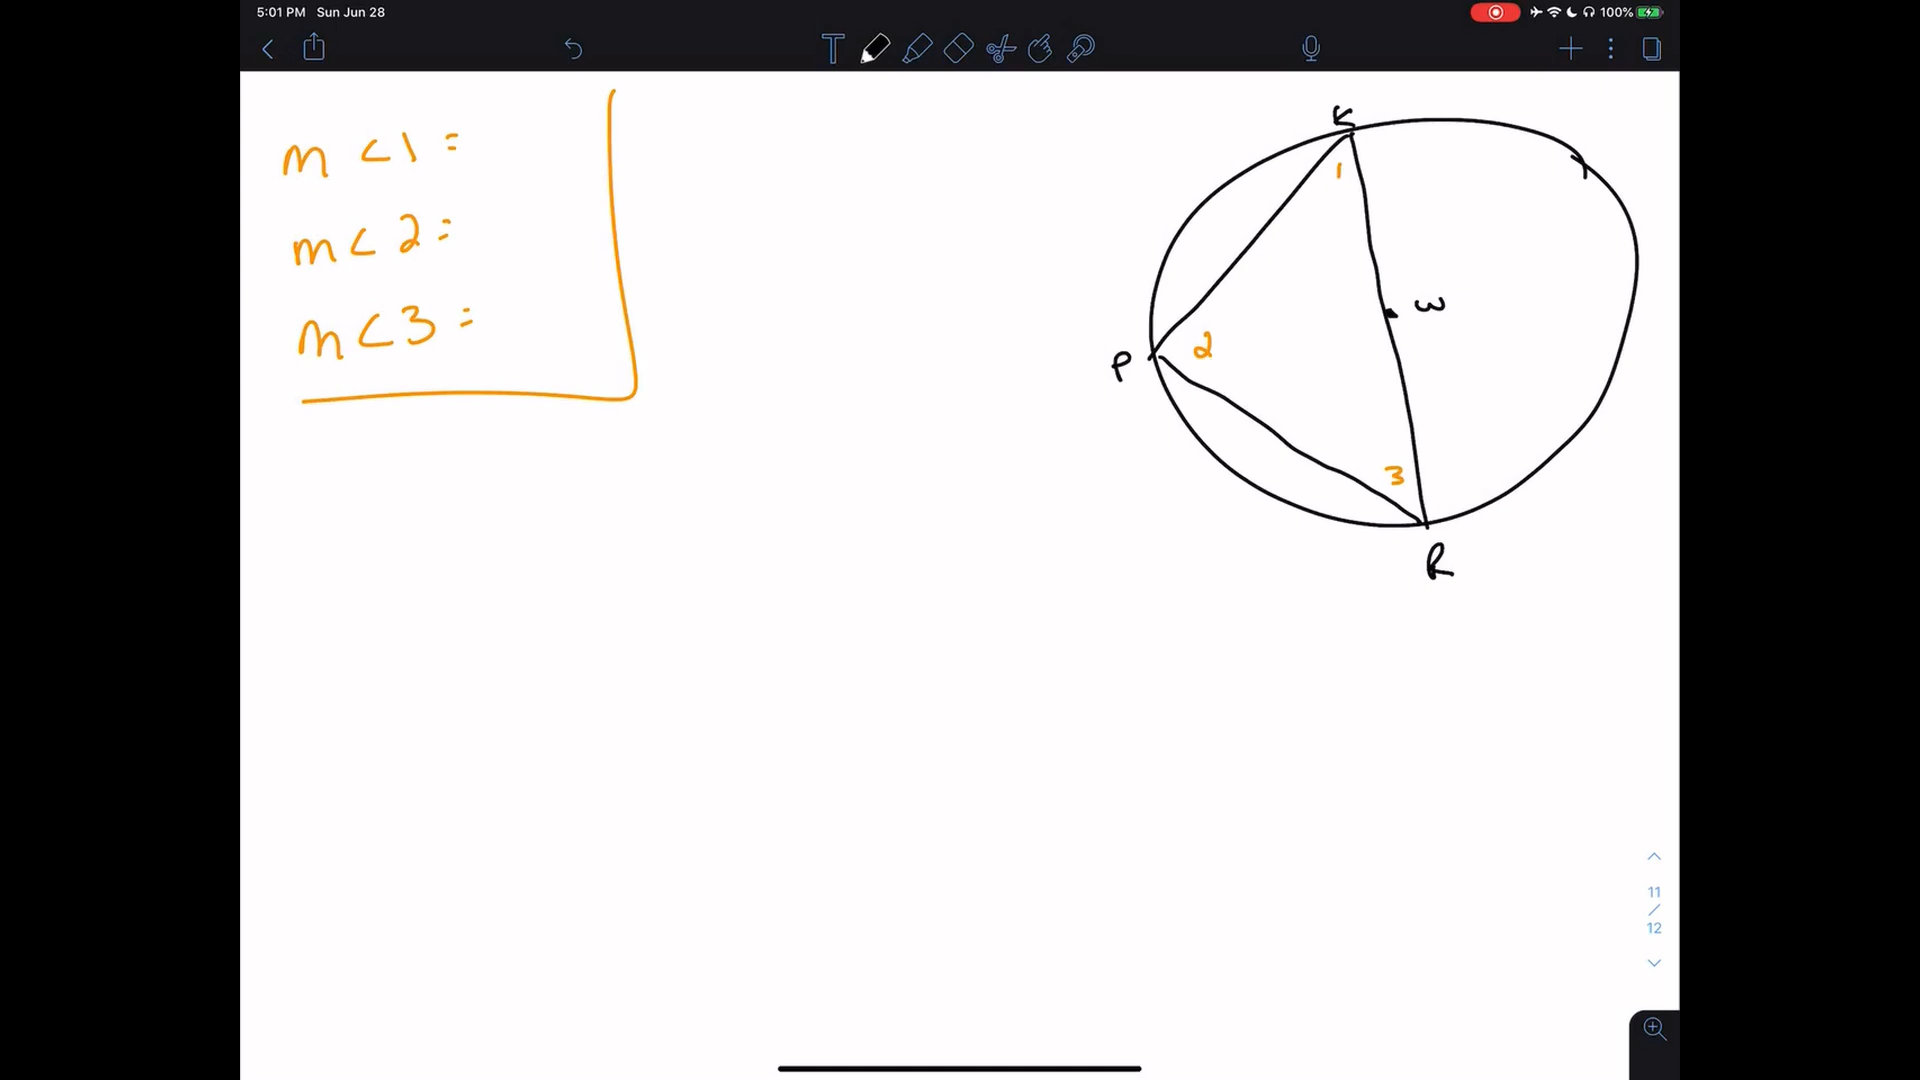 5:01 PM Sun Jun 28
100%
T
m < 1 =
m < 2 =
m < 3 =
K
1
W
P
2
3
R
11
/
12